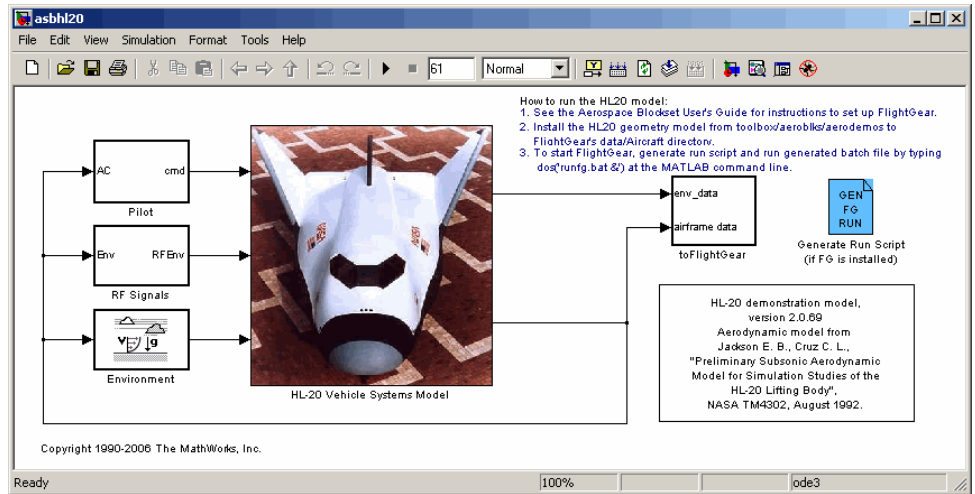 asbhl20
File Edit View Simulation Format Tools Help
61 Normal
How to run the HL20 model:
1. See the Aerospace Blockset User's Guide for instructions to set up FlightGear.
2. Install the HL20 geometry model from toolbox/aeroblks/aerodemos to
FlightGear's data/Aircraft directory.
3. To start FlightGear, generate run script and run generated batch file by typing
dos('runfg.bat &') at the MATLAB command line.
AC cmd
Pilot
Env RFEnv
RF Signals
V g
Environment
HL-20 Vehicle Systems Model
env_data
airframe data
toFlightGear
GEN
FG
RUN
Generate Run Script
(if FG is installed)
HL-20 demonstration model,
version 2.0.69
Aerodynamic model from
Jackson E. B., Cruz C. L.,
"Preliminary Subsonic Aerodynamic
Model for Simulation Studies of the
HL-20 Lifting Body",
NASA TM4302, August 1992.
Copyright 1990-2006 The MathWorks, Inc.
Ready 100% ode3